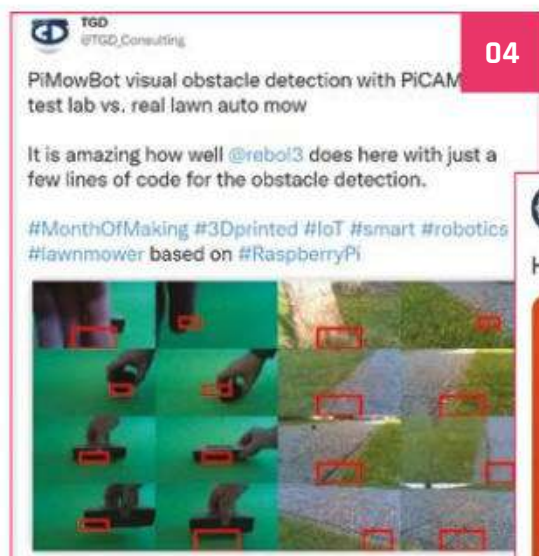 TGD
@TGD_Consulting
04
PiMowBot visual obstacle detection with PiCAM
test lab vs. real lawn auto mow
It is amazing how well @rebol3 does here with just a
few lines of code for the obstacle detection.
#MonthOfMaking #3Dprinted #IoT #smart #robotics
#lawnmower based on #RaspberryPi